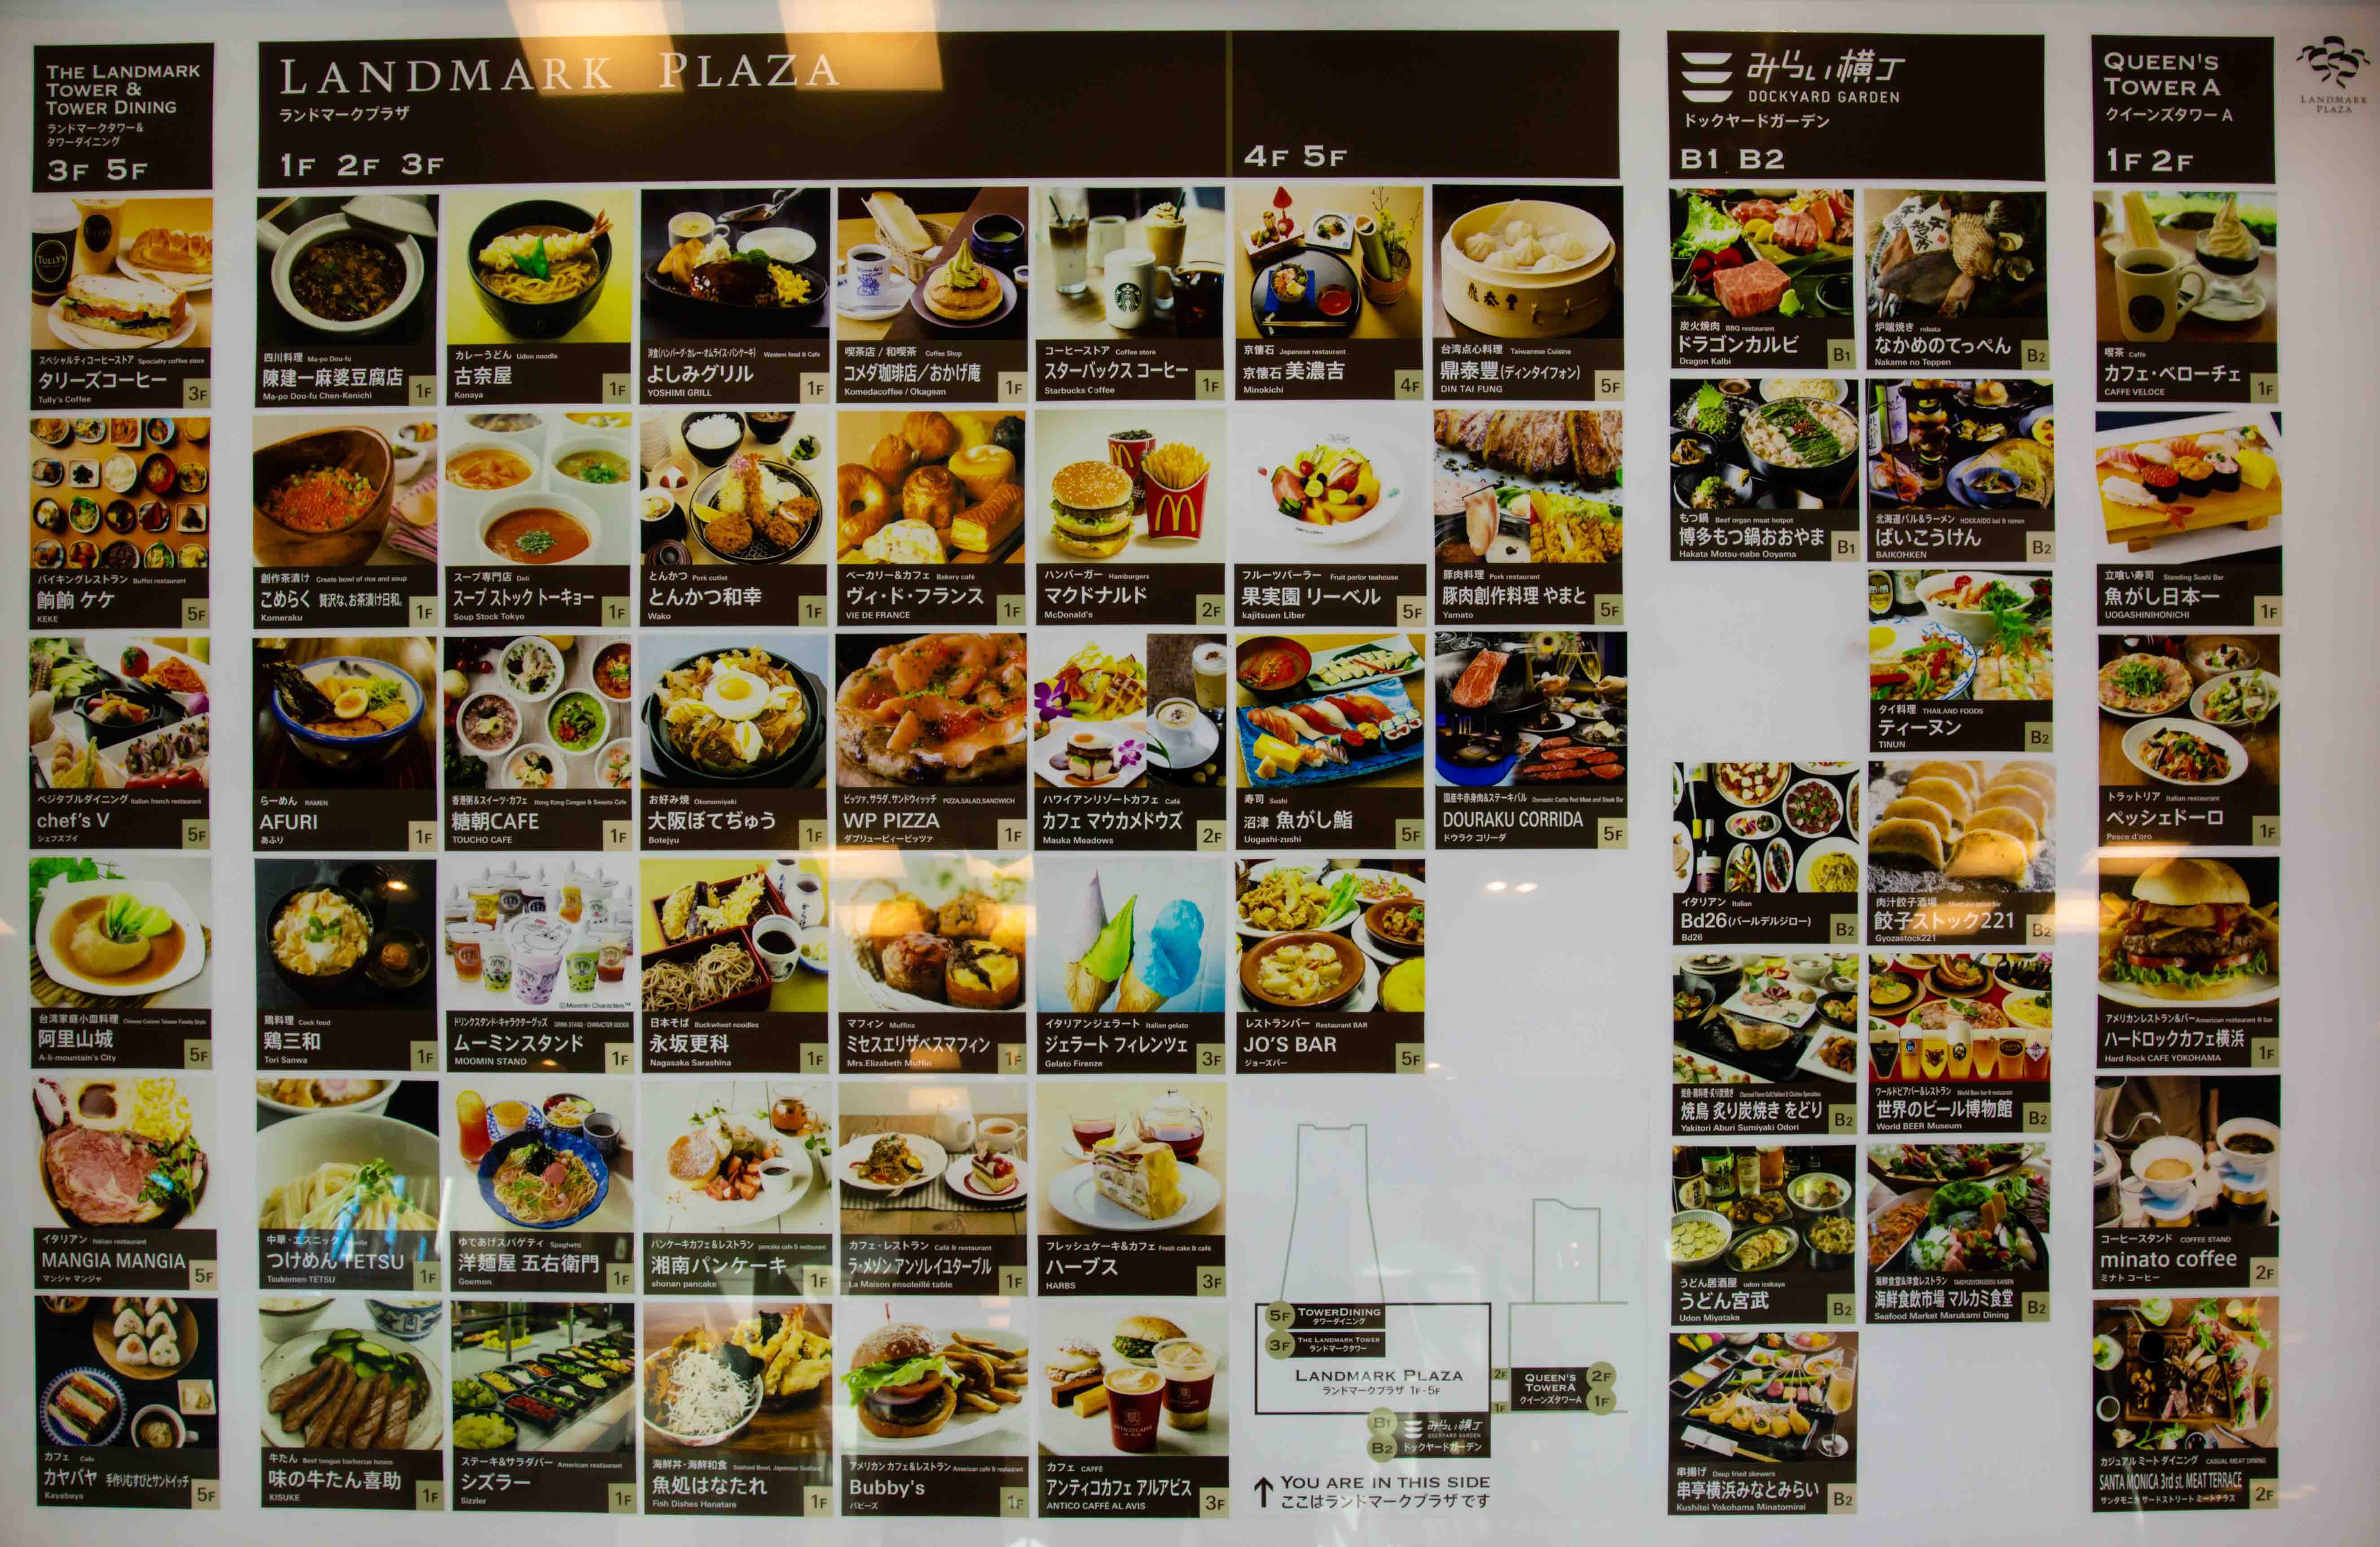 THE LANDMARK
TOWER &
TOWER DINING
ランドマークタワー&
タワーダイニング
3F 5F
スペシャルティコーヒーストア Specialty coffee store
タリーズコーヒー
Tully's Coffee
3F
バイキングレストラン Buffet restaurant
餉餉 ケケ
KEKE
5F
ベジタブルダイニング Italian french restaurant
chef's V
シェフズブイ
5F
台湾家庭小皿料理 Chinese Cuisine Taiwan Family Style
阿里山城
A-li-mountain's City
5F
イタリアン Italian restaurant
MANGIA MANGIA
マンジャ マンジャ
5F
カフェ Cafe
カヤバヤ 手作りむすびとサンドイッチ
Kayabaya
5F
LANDMARK PLAZA
ランドマークプラザ
1F 2F 3F
4F 5F
四川料理 Ma-po Dou-fu
陳建一麻婆豆腐店
Ma-po Dou-fu Chen-Kenichi
1F
カレーうどん Udon noodle
古奈屋
Konaya
1F
洋食(ハンバーグ・カレー・オムライス・パンケーキ) Western food & Cafe
よしみグリル
YOSHIMI GRILL
1F
喫茶店 / 和喫茶 Coffee Shop
コメダ珈琲店/おかげ庵
Komedacoffee / Okagean
1F
コーヒーストア Coffee store
スターバックス コーヒー
Starbucks Coffee
1F
京懐石 Japanese restaurant
京懐石 美濃吉
Minokichi
4F
台湾点心料理 Taiwanese Cuisine
鼎泰豐(ディンタイフォン)
DIN TAI FUNG
5F
創作茶漬け Create bowl of rice and soup
こめらく 贅沢な、お茶漬け日和。
Komeraku
1F
スープ専門店 Deli
スープ ストック トーキョー
Soup Stock Tokyo
1F
とんかつ Pork cutlet
とんかつ和幸
Wako
1F
ベーカリー&カフェ Bakery café
ヴィ・ド・フランス
VIE DE FRANCE
1F
ハンバーガー Hamburgers
マクドナルド
McDonald's
2F
フルーツパーラー Fruit parlor teahouse
果実園 リーベル
kajitsuen Liber
5F
豚肉料理 Pork restaurant
豚肉創作料理 やまと
Yamato
5F
らーめん RAMEN
AFURI
あふり
1F
香港粥&スイーツ・カフェ Hong Kong Congee & Sweets Cafe
糖朝CAFE
TOUCHO CAFE
1F
お好み焼 Okonomiyaki
大阪ぼてぢゅう
Botejyu
1F
ピッツァ,サラダ,サンドウィッチ PIZZA,SALAD,SANDWICH
WP PIZZA
ダブリューピーピッツァ
1F
ハワイアンリゾートカフェ Café
カフェ マウカメドウズ
Mauka Meadows
2F
寿司 Sushi
沼津 魚がし鮨
Uogashi-zushi
5F
国産牛赤身肉&ステーキバル Domestic Cattle Red Meat and Steak Bar
DOURAKU CORRIDA
ドウラク コリーダ
5F
鶏料理 Cock food
鶏三和
Tori Sanwa
1F
©Moomin Characters™
ドリンクスタンド・キャラクターグッズ DRINK STAND・CHARACTER GOODS
ムーミンスタンド
MOOMIN STAND
1F
日本そば Buckwheet noodles
永坂更科
Nagasaka Sarashina
1F
マフィン Muffins
ミセスエリザベスマフィン
Mrs.Elizabeth Muffin
1F
イタリアンジェラート Italian gelato
ジェラート フィレンツェ
Gelato Firenze
3F
レストランバー Restaurant BAR
JO'S BAR
ジョーズバー
5F
中華・エスニック Noodle
つけめん TETSU
Tsukemen TETSU
1F
ゆであげスパゲティ Spaghetti
洋麺屋 五右衛門
Goemon
1F
パンケーキカフェ&レストラン pancake cafe & restaurant
湘南パンケーキ
shonan pancake
1F
カフェ・レストラン Café & restaurant
ラ・メゾン アンソレイユターブル
La Maison ensoleillé table
1F
フレッシュケーキ&カフェ Fresh cake & café
ハーブス
HARBS
3F
牛たん Beef tongue barbecue house
味の牛たん喜助
KISUKE
1F
ステーキ&サラダバー American restaurant
シズラー
Sizzler
1F
海鮮丼・海鮮和食 Seafood Bowl, Japanese Seafood
魚処はなたれ
Fish Dishes Hanatare
1F
アメリカン カフェ&レストラン American cafe & restaurant
Bubby's
バビーズ
1F
カフェ CAFFÈ
アンティコカフェ アルアビス
ANTICO CAFFÈ AL AVIS
3F
5F TOWERDINING
タワーダイニング
3F THE LANDMARK TOWER
ランドマークタワー
LANDMARK PLAZA
ランドマークプラザ 1F-5F
2F
1F
QUEEN'S
TOWER A
クイーンズタワーA
2F
1F
B1
B2
みらい横丁
DOCKYARD GARDEN
ドックヤードガーデン
↑ YOU ARE IN THIS SIDE
ここはランドマークプラザです
みらい横丁
DOCKYARD GARDEN
ドックヤードガーデン
B1 B2
炭火焼肉 BBQ restaurant
ドラゴンカルビ
Dragon Kalbi
B1
炉端焼き robata
なかめのてっぺん
Nakame no Teppen
B2
もつ鍋 Beef organ meat hotpot
博多もつ鍋おおやま
Hakata Motsu-nabe Ooyama
B1
北海道バル&ラーメン HOKKAIDO bal & ramen
ばいこうけん
BAIKOHKEN
B2
タイ料理 THAILAND FOODS
ティーヌン
TINUN
B2
イタリアン Italian
Bd26(バールデルジロー)
Bd26
B2
肉汁餃子酒場
餃子ストック221
Gyozastock221
B2
焼鳥 炙り炭焼き をどり
Yakitori Aburi Sumiyaki Odori
B2
ワールドビアバー&レストラン World Beer bar & restaurant
世界のビール博物館
World BEER Museum
B2
うどん居酒屋 udon izakaya
うどん宮武
Udon Miyatake
B2
海鮮食堂&洋食レストラン
海鮮食飲市場 マルカミ食堂
Seafood Market Marukami Dining
B2
串揚げ Deep fried skewers
串亭横浜みなとみらい
Kushitei Yokohama Minatomirai
B2
QUEEN'S
TOWER A
クイーンズタワー A
1F 2F
喫茶 Caffè
カフェ・ベローチェ
CAFFE VELOCE
1F
立喰い寿司 Standing Sushi Bar
魚がし日本一
UOGASHINIHONICHI
1F
トラットリア Italian restaurant
ペッシェドーロ
Pesce d'oro
1F
アメリカンレストラン&バー American restaurant & bar
ハードロックカフェ横浜
Hard Rock CAFE YOKOHAMA
1F
コーヒースタンド COFFEE STAND
minato coffee
ミナト コーヒー
2F
カジュアル ミート ダイニング CASUAL MEAT DINING
SANTA MONICA 3rd st. MEAT TERRACE
サンタモニカ サードストリート ミートテラス
2F
LANDMARK
PLAZA